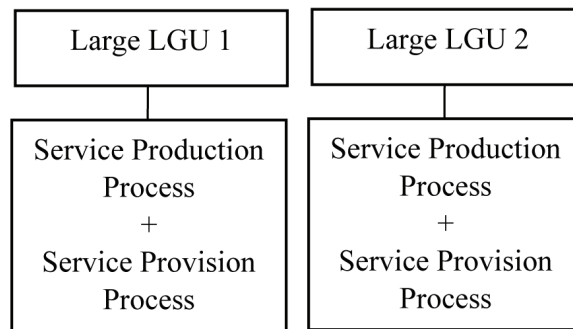 Large LGU 1
Service Production
Process
+
Service Provision
Process
Large LGU 2
Service Production
Process
+
Service Provision
Process